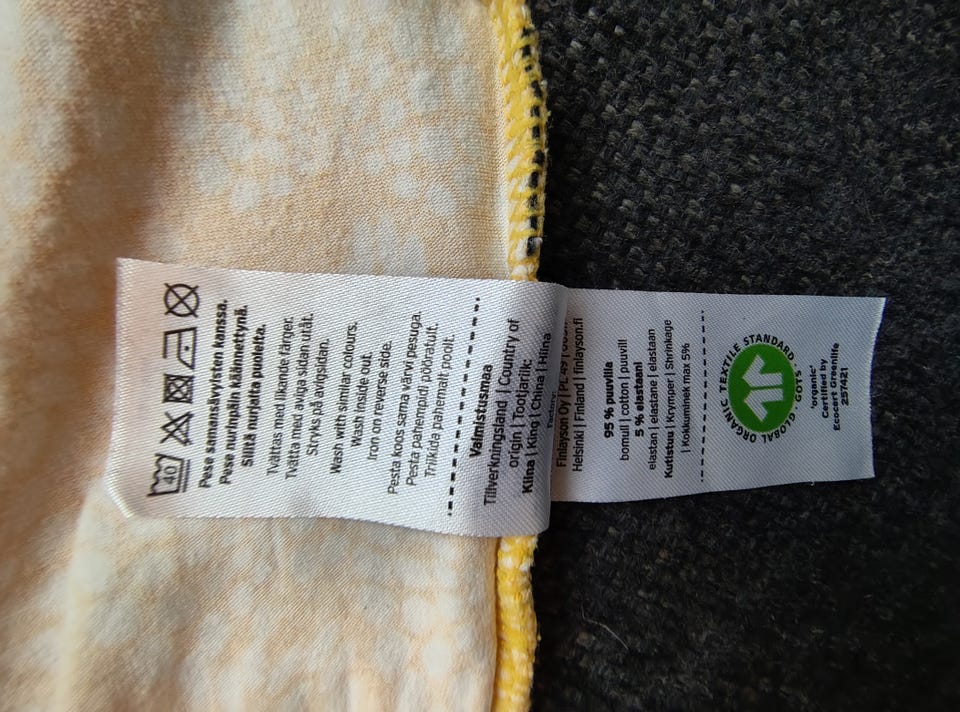 40
Pese samansävyisten kanssa.
Pese nurinpäin käännettynä.
Silitä nurjalta puolelta.
Tvättas med likande färger.
Tvätta med aviga sidan utåt.
Stryks på avigsidan.
Wash with similar colours.
Wash Inside out.
Iron on reverse side.
Pesta koos sama värvi pesuga.
Pesta pahempid pööratult.
Triikida pahemalt poolt.
Valmistusmaa
Tillverkningsland | Country of
origin | Tootjariik:
Kiina | King | China | Hiina
Factory:
Finlayson Oy | PL 49 |
Helsinki | Finland | finlayson.fi
95 % puuvilla
5 % elastaani
bomull | cotton | puuvill
elastan | elastane | elastaan
Kutistuu | Krymper | Shrinkage
| Kokkuminek max 5%
GLOBAL ORGANIC TEXTILE STANDARD · GOTS ·
'organic'
Certified by
Ecocert Greenlife
257421